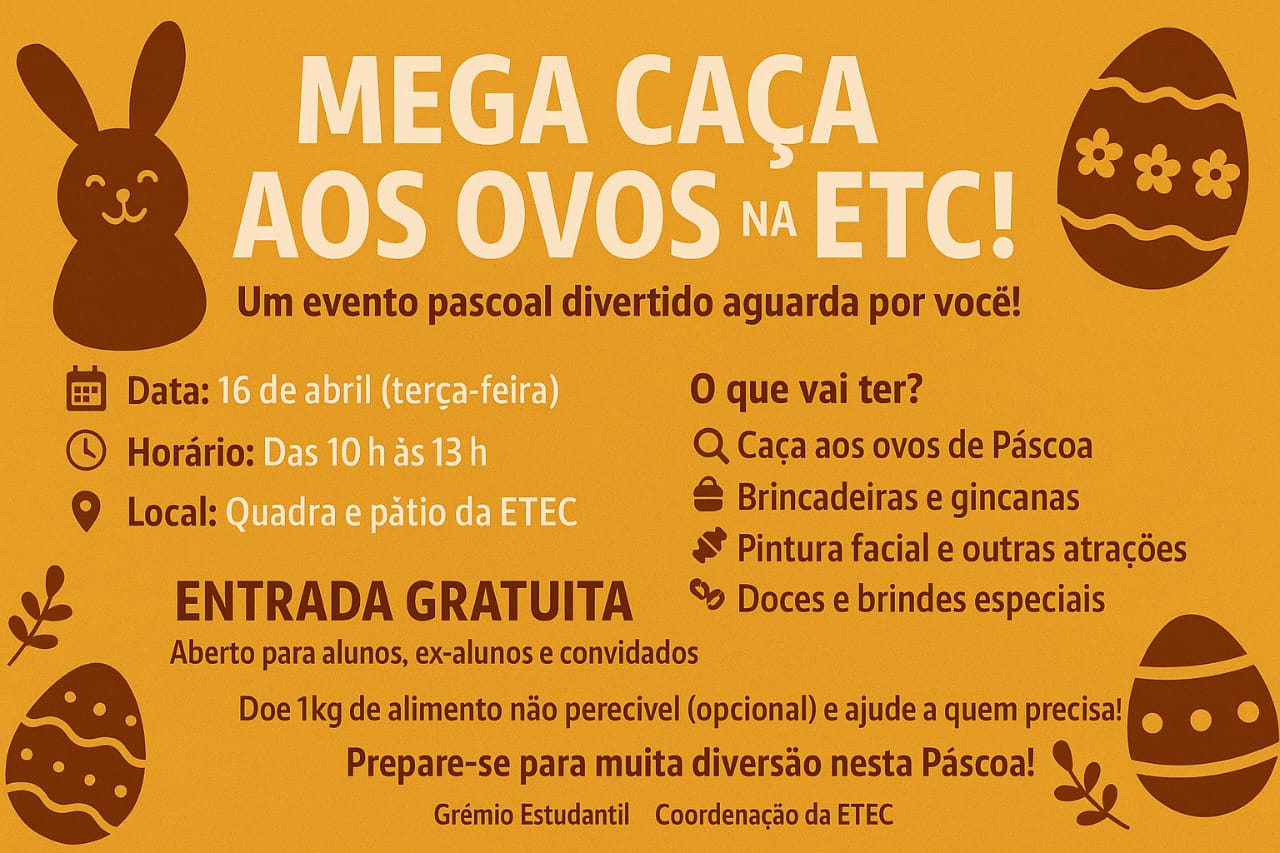 MEGA CAÇA
AOS OVOS NA ETC!
Um evento pascoal divertido aguarda por você!
Data: 16 de abril (terça-feira)
Horário: Das 10 h às 13 h
Local: Quadra e pàtio da ETEC
ENTRADA GRATUITA
Aberto para alunos, ex-alunos e convidados
O que vai ter?
Caça aos ovos de Páscoa
Brincadeiras e gincanas
Pintura facial e outras atrações
Doces e brindes especiais
Doe 1kg de alimento não perecivel (opcional) e ajude a quem precisa!
Prepare-se para muita diversão nesta Páscoa!
Grémio Estudantil Coordenação da ETEC